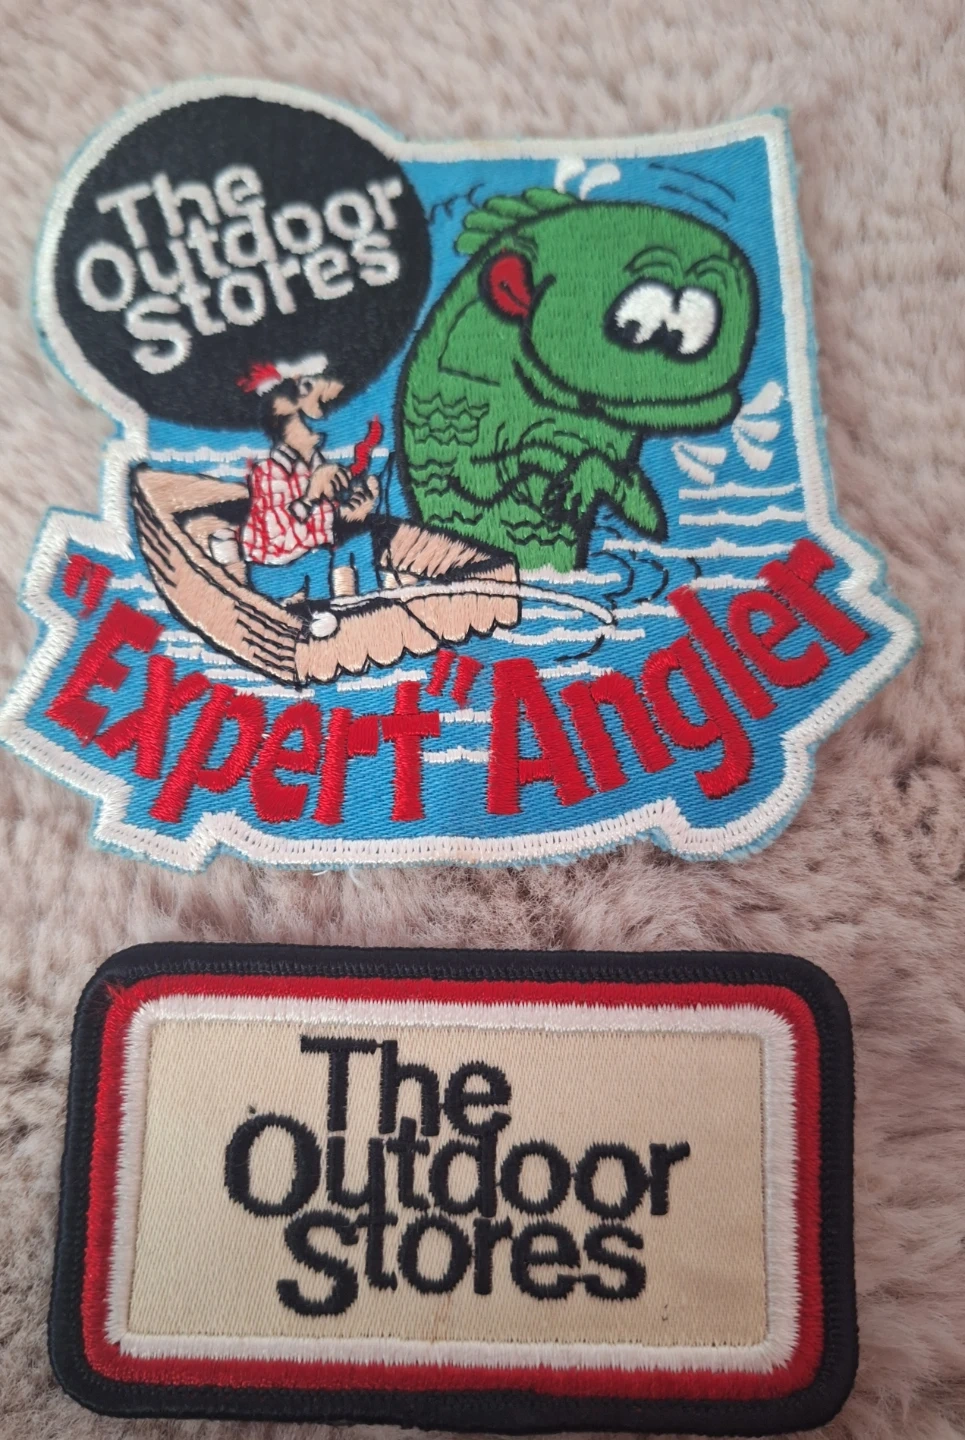 The
Outdoor
Stores
"Expert" Angler
The
Outdoor
Stores